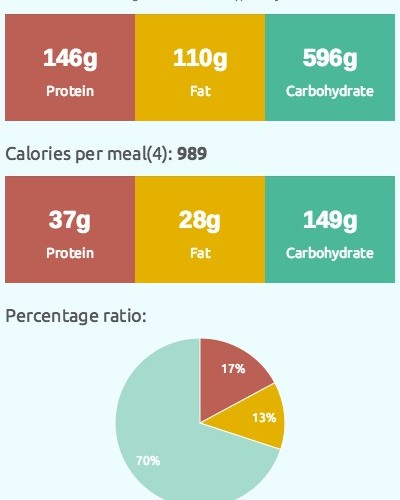 146g 110g 596g
Protein Fat Carbohydrate
Calories per meal(4): 989
37g 28g 149g
Protein Fat Carbohydrate
Percentage ratio:
17%
13%
70%